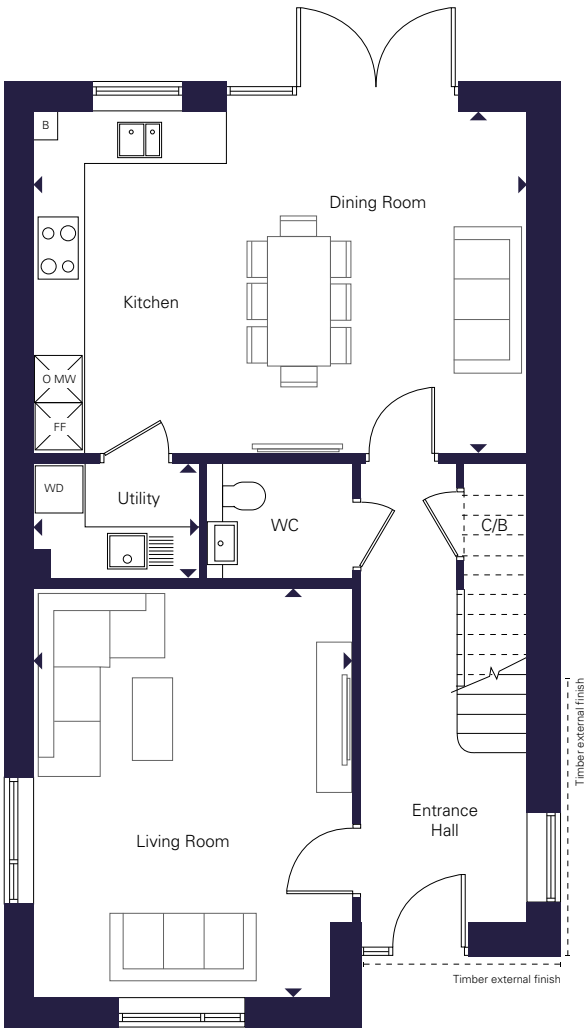 B
Dining Room
Kitchen
O MW
FF
WD
Utility
WC
C/B
Timber external finish
Entrance
Hall
Living Room
Timber external finish